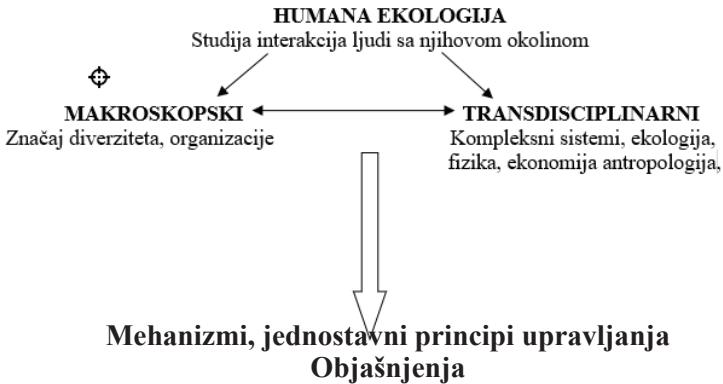 HUMANA EKOLOGIJA
Studija interakcija ljudi sa njihovom okolinom
MAKROSKOPSKI
Značaj diverziteta, organizacije
TRANSDISCIPLINARNI
Kompleksni sistemi, ekologija,
fizika, ekonomija antropologija,
Mehanizmi, jednostavni principi upravljanja
Objašnjenja